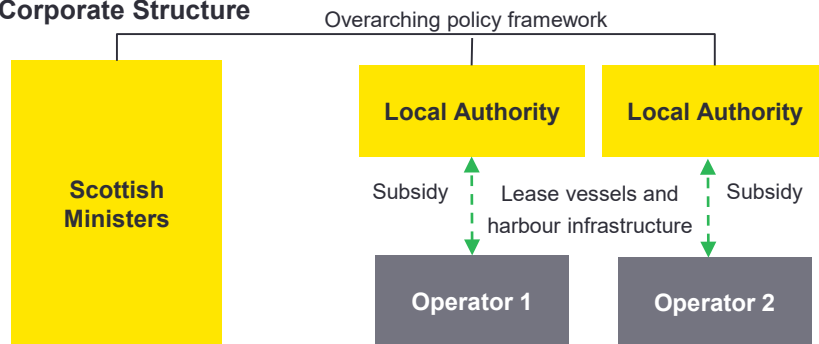 Corporate Structure
Overarching policy framework
Local Authority
Local Authority
Scottish
Ministers
Subsidy
Lease vessels and
harbour infrastructure
Subsidy
Operator 1
Operator 2